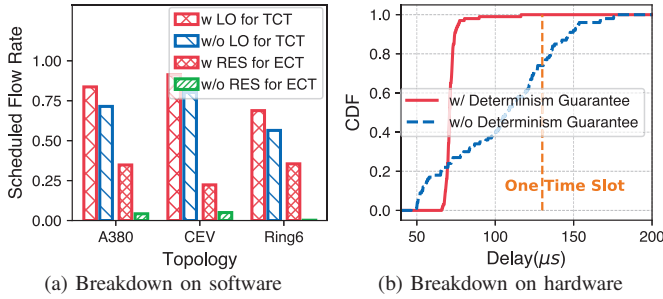 Scheduled Flow Rate
1.00
0.75
0.50
0.25
0.00
w LO for TCT
w/o LO for TCT
w RES for ECT
w/o RES for ECT
A380
CEV
Ring6
Topology
(a) Breakdown on software
CDF
1.0
0.8
0.6
0.4
0.2
0.0
w/ Determinism Guarantee
w/o Determinism Guarantee
One Time Slot
50
100
150
200
Delay(μs)
(b) Breakdown on hardware